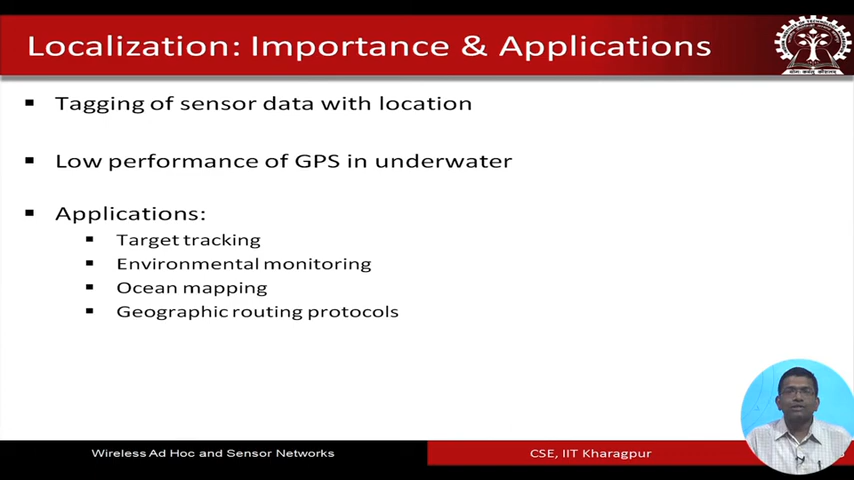 Localization: Importance & Applications
Tagging of sensor data with location
Low performance of GPS in underwater
Applications:
Target tracking
Environmental monitoring
Ocean mapping
Geographic routing protocols
Wireless Ad Hoc and Sensor Networks
CSE, IIT Kharagpur